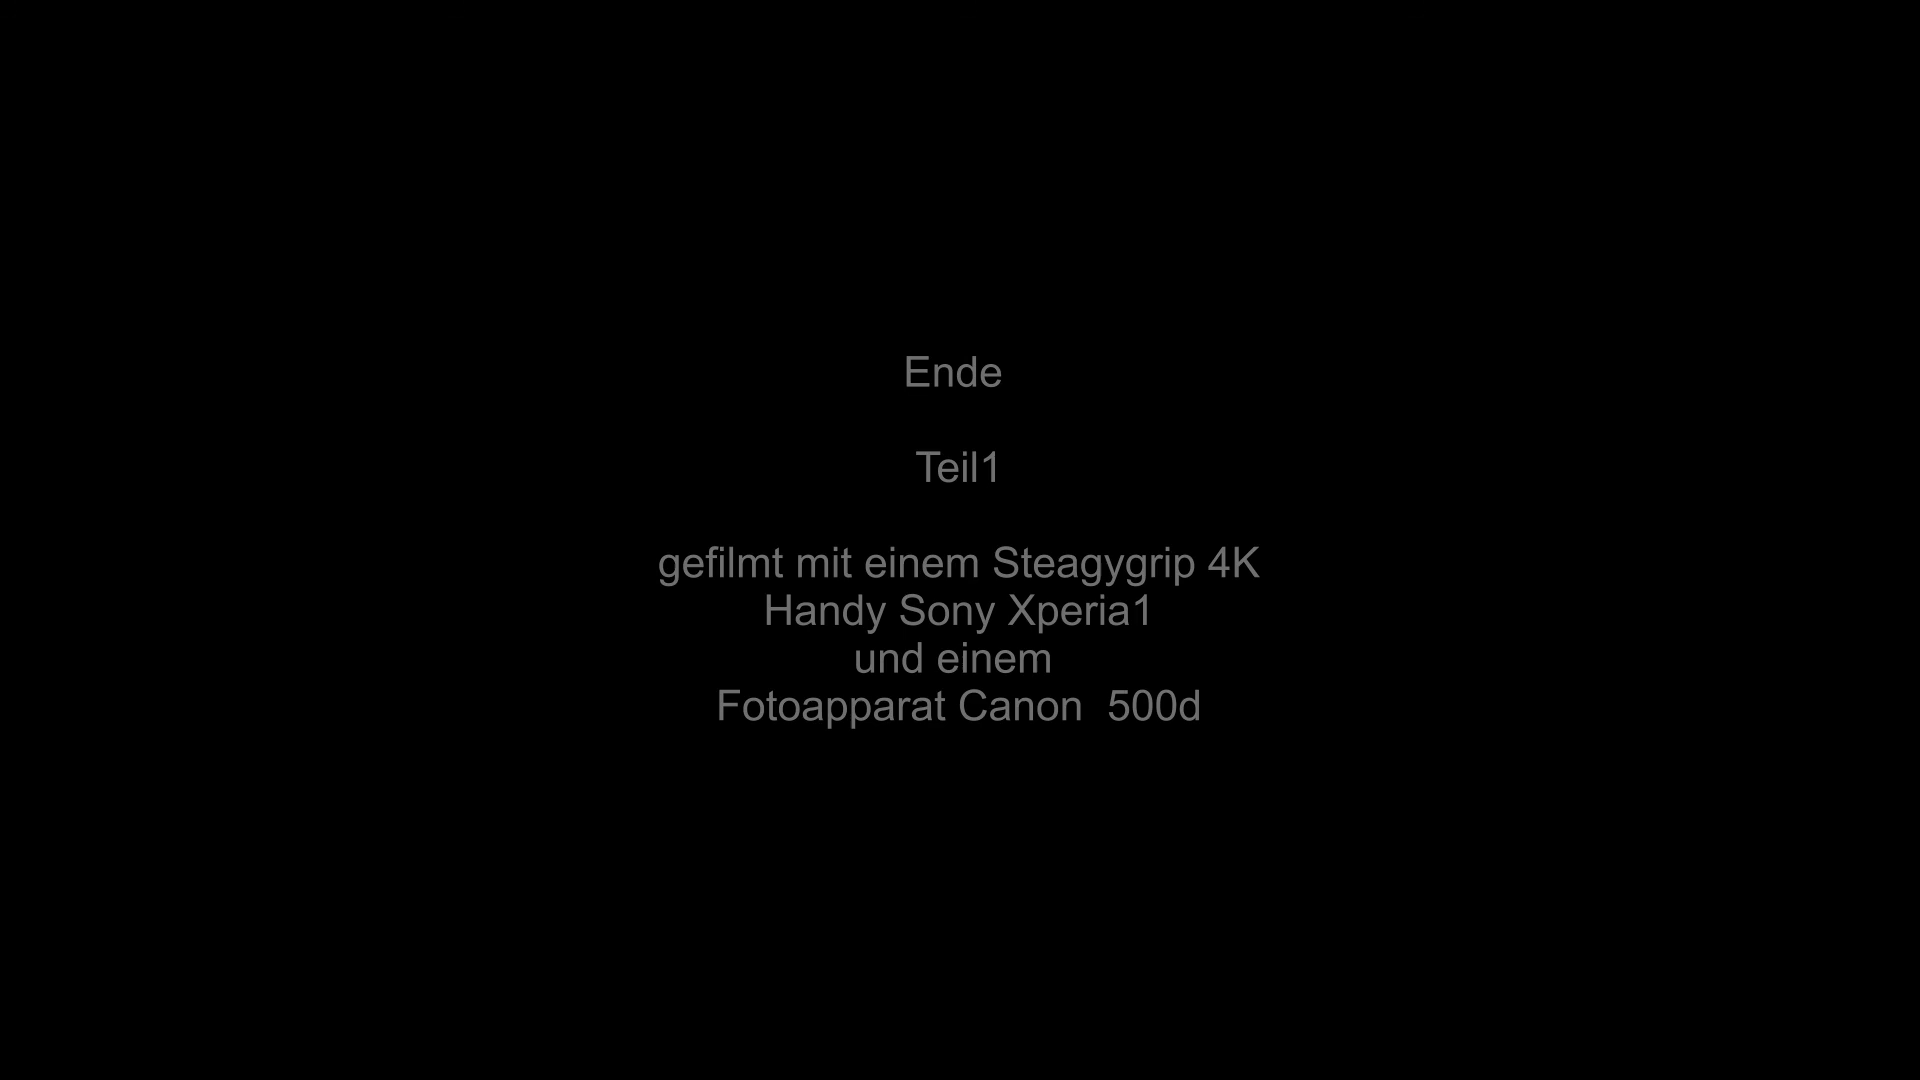 Ende
Teil1
gefilmt mit einem Steagygrip 4K
Handy Sony Xperia1
und einem
Fotoapparat Canon  500d